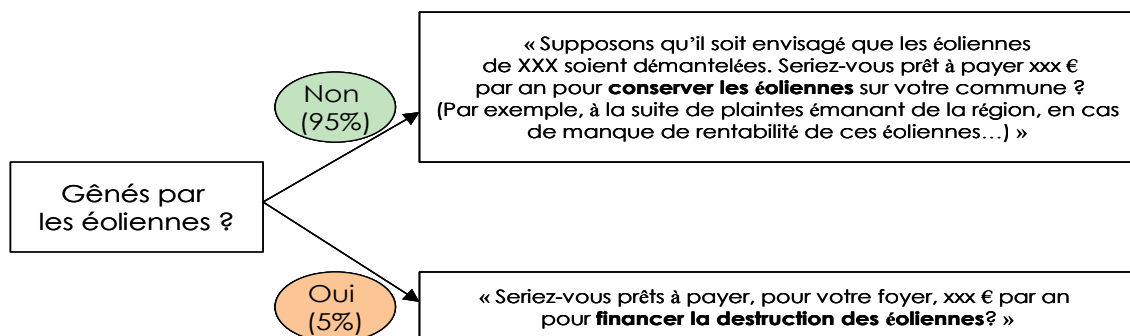 « Supposons qu'il soit envisagé que les éoliennes
de XXX soient démantelées. Seriez-vous prêt à payer xxx €
par an pour conserver les éoliennes sur votre commune ?
(Par exemple, à la suite de plaintes émanant de la région, en cas
de manque de rentabilité de ces éoliennes…) »
Non
(95%)
Gênés par
les éoliennes ?
Oui
(5%)
« Seriez-vous prêts à payer, pour votre foyer, xxx € par an
pour financer la destruction des éoliennes? »